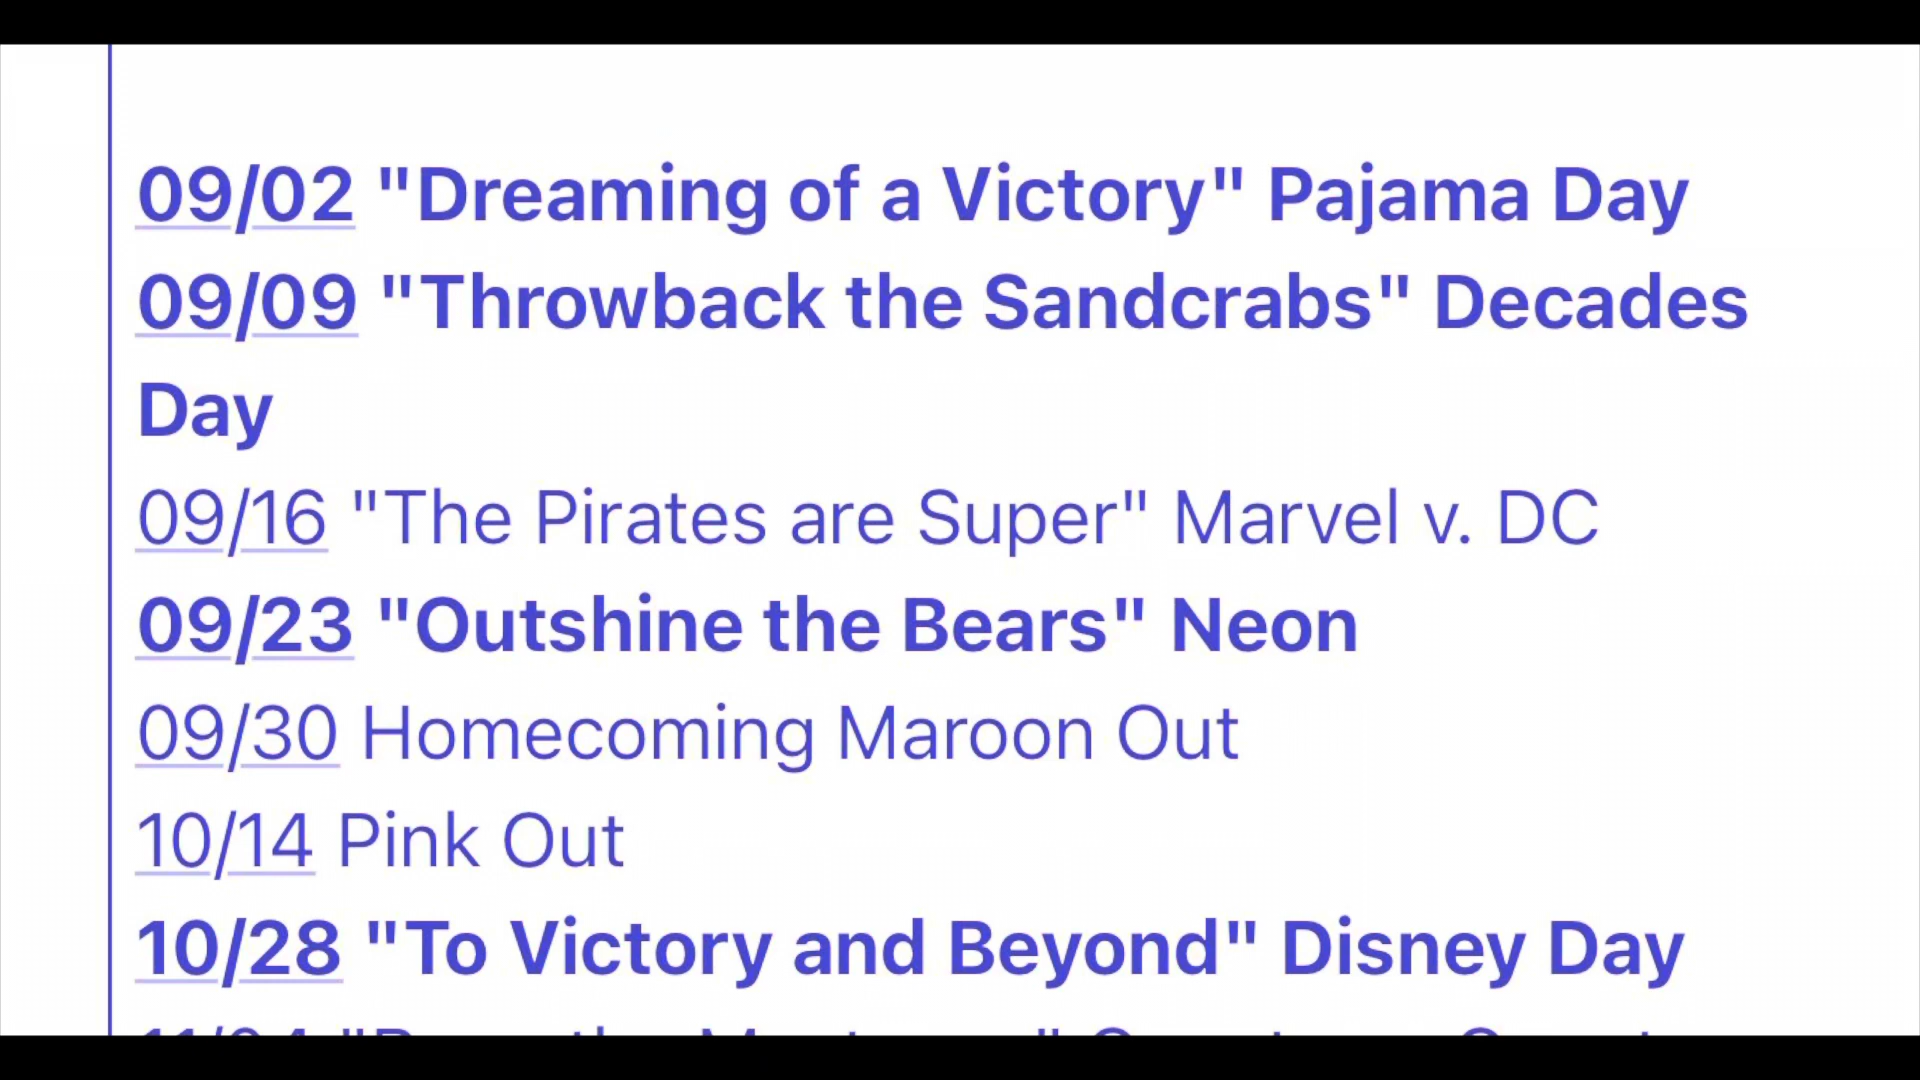 09/02 "Dreaming of a Victory" Pajama Day
09/09 "Throwback the Sandcrabs" Decades
Day
09/16 "The Pirates are Super" Marvel v. DC
09/23 "Outshine the Bears" Neon
09/30 Homecoming Maroon Out
10/14 Pink Out
10/28 "To Victory and Beyond" Disney Day